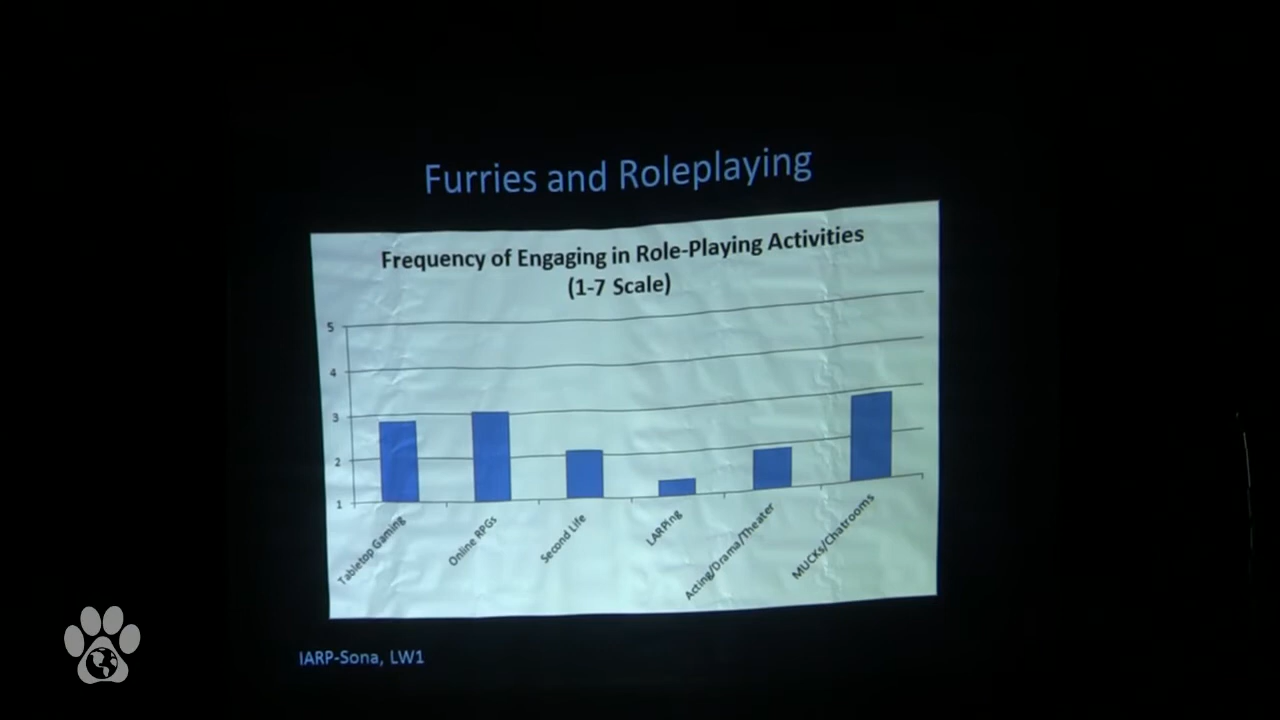 Furries and Roleplaying
Frequency of Engaging in Role-Playing Activities
(1-7 Scale)
5
4
3
2
1
Tabletop Gaming
Online RPGs
Second Life
LARPing
Acting/Drama/Theater
MUCKs/Chatrooms
IARP-Sona, LW1